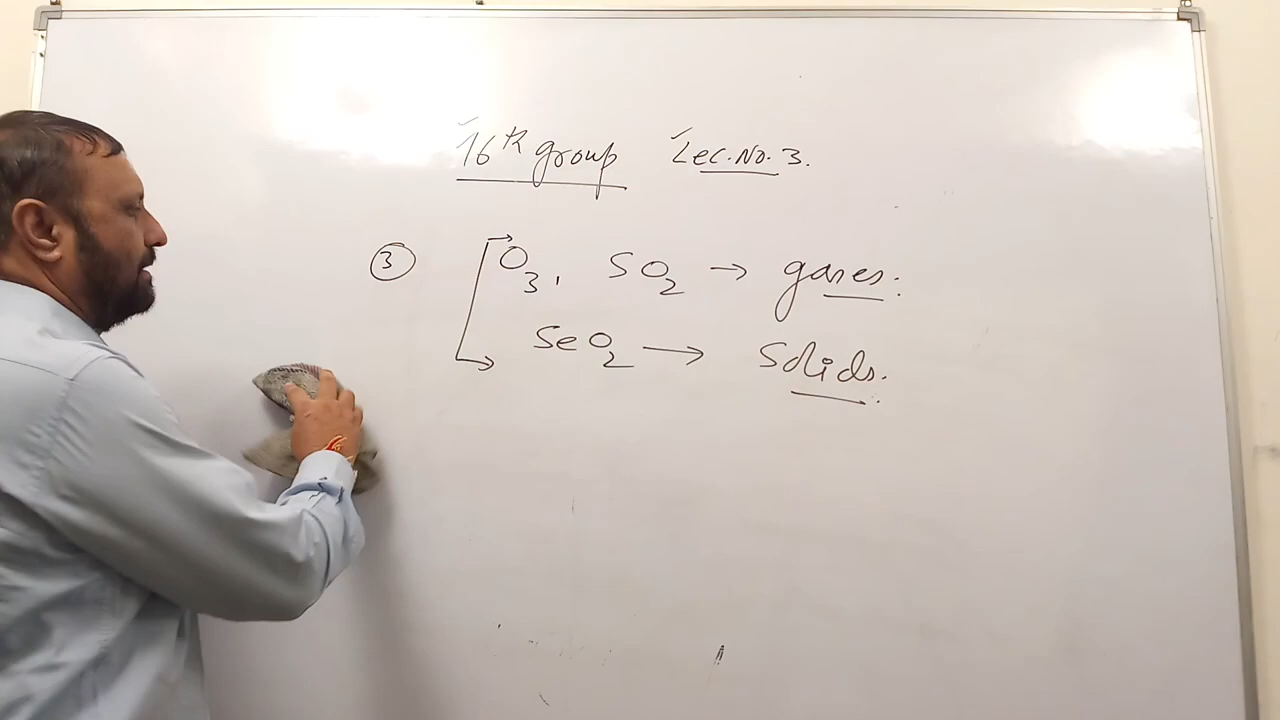 16th group Lec. No. 3.
③ O3, SO2 → gases.
SeO2 → Solids.